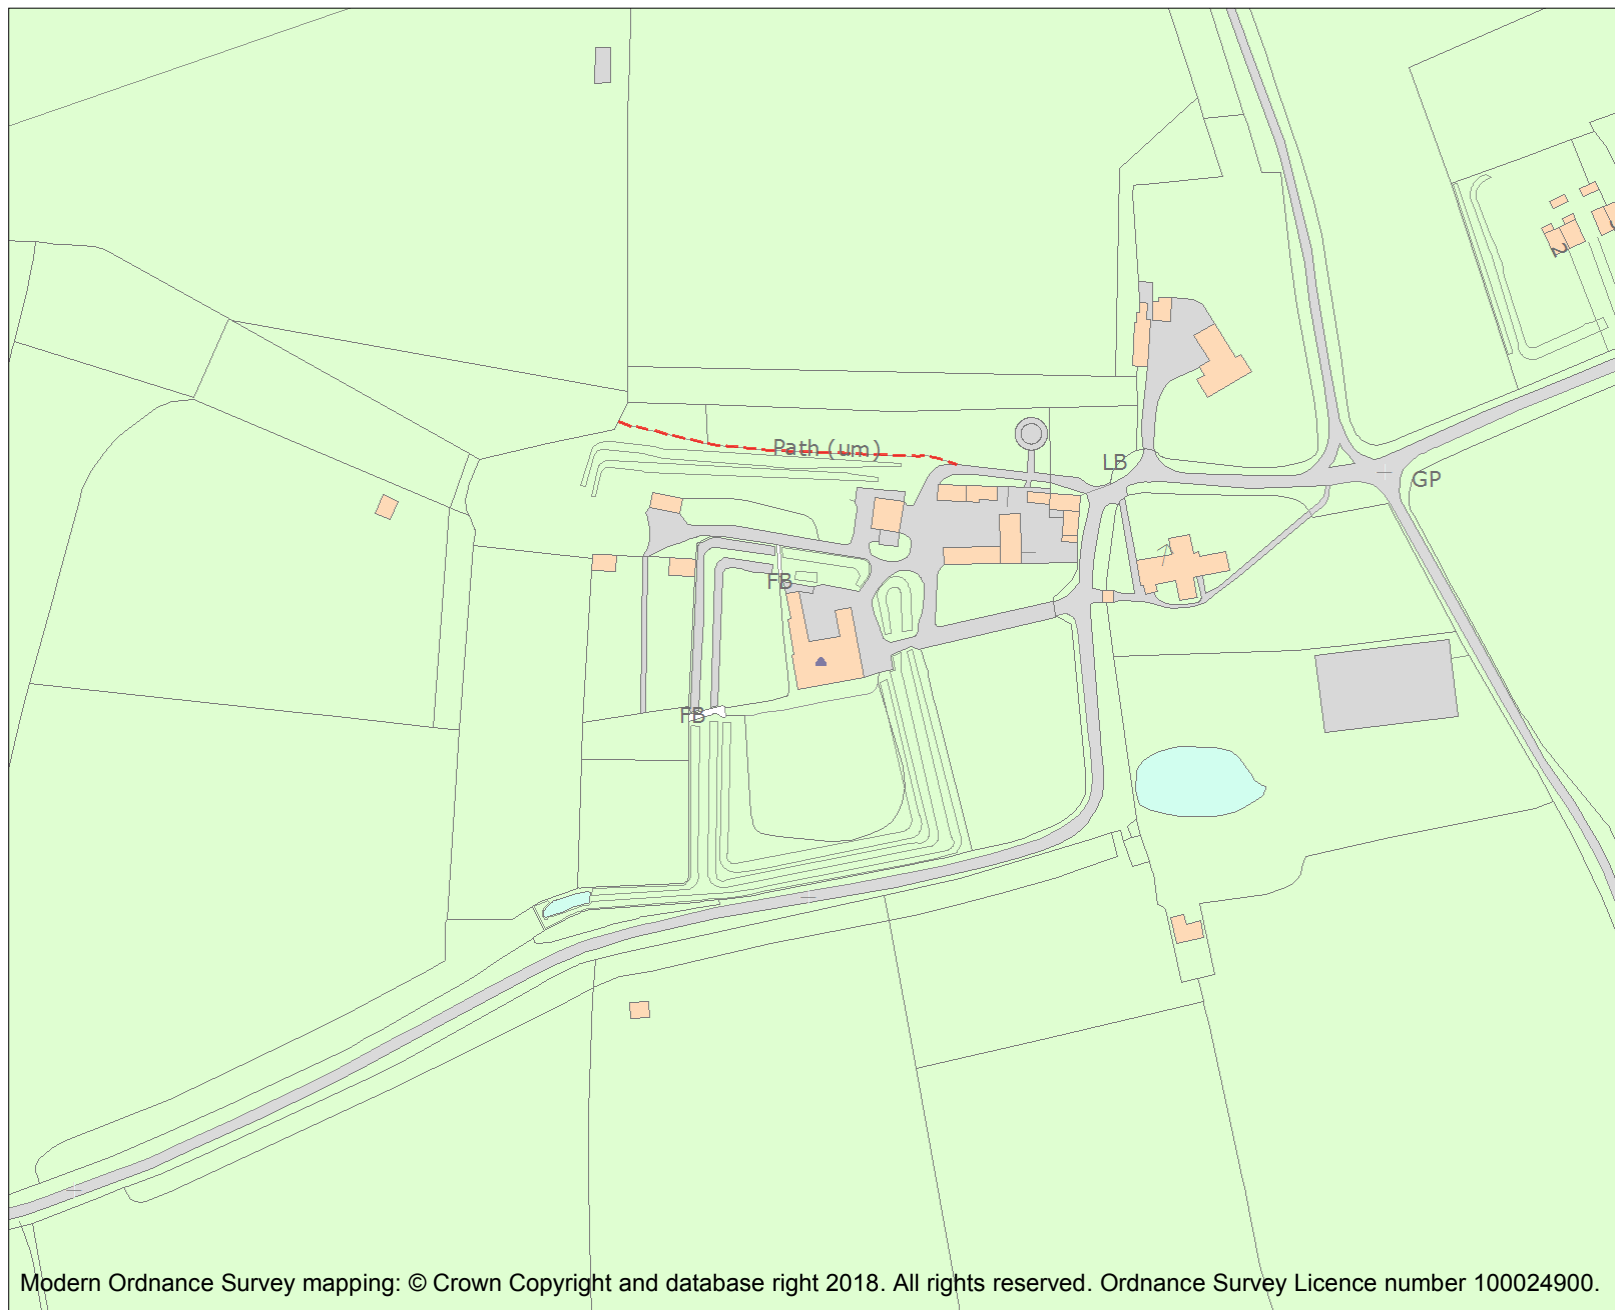 2
Path (um)
LB
GP
FB
FB
Modern Ordnance Survey mapping: © Crown Copyright and database right 2018. All rights reserved. Ordnance Survey Licence number 100024900.